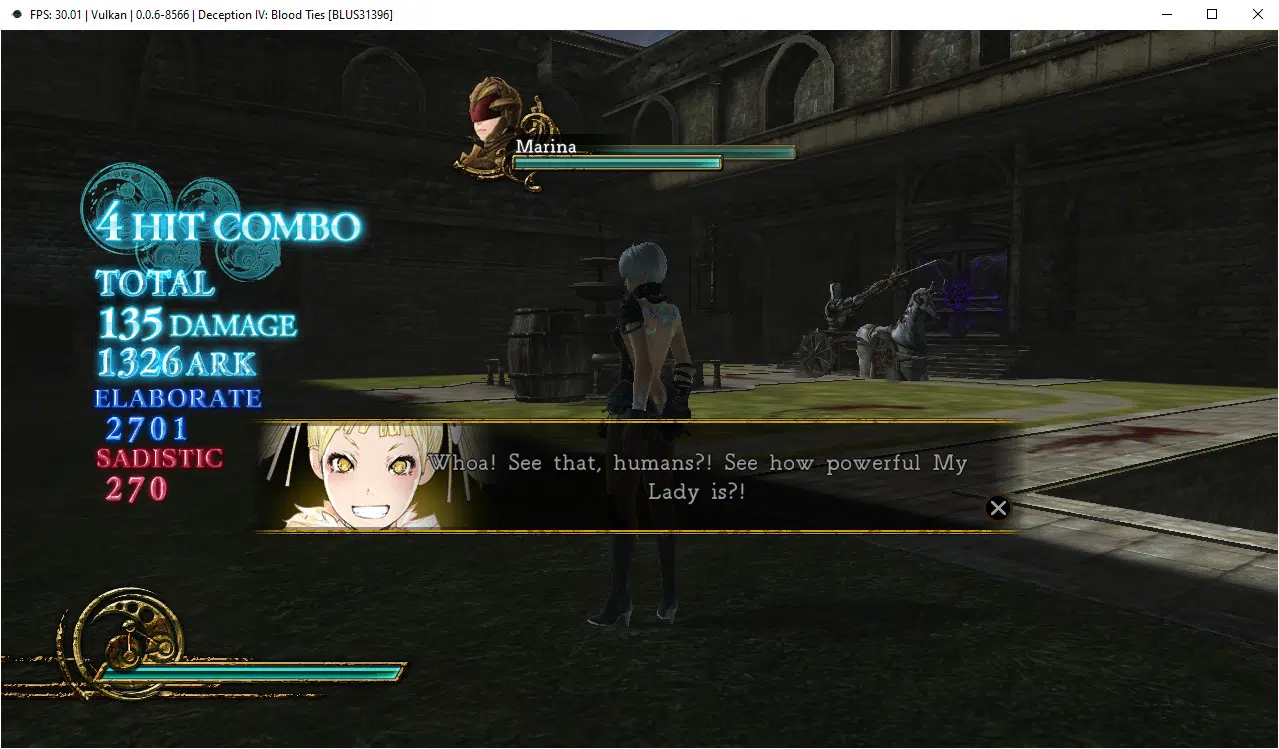 FPS: 30.01 | Vulkan | 0.0.6-8566 | Deception IV: Blood Ties [BLUS31396]
Marina
4 HIT COMBO
TOTAL
135 DAMAGE
1326 ARK
ELABORATE
2701
SADISTIC
270
Whoa! See that, humans?! See how powerful My
Lady is?!